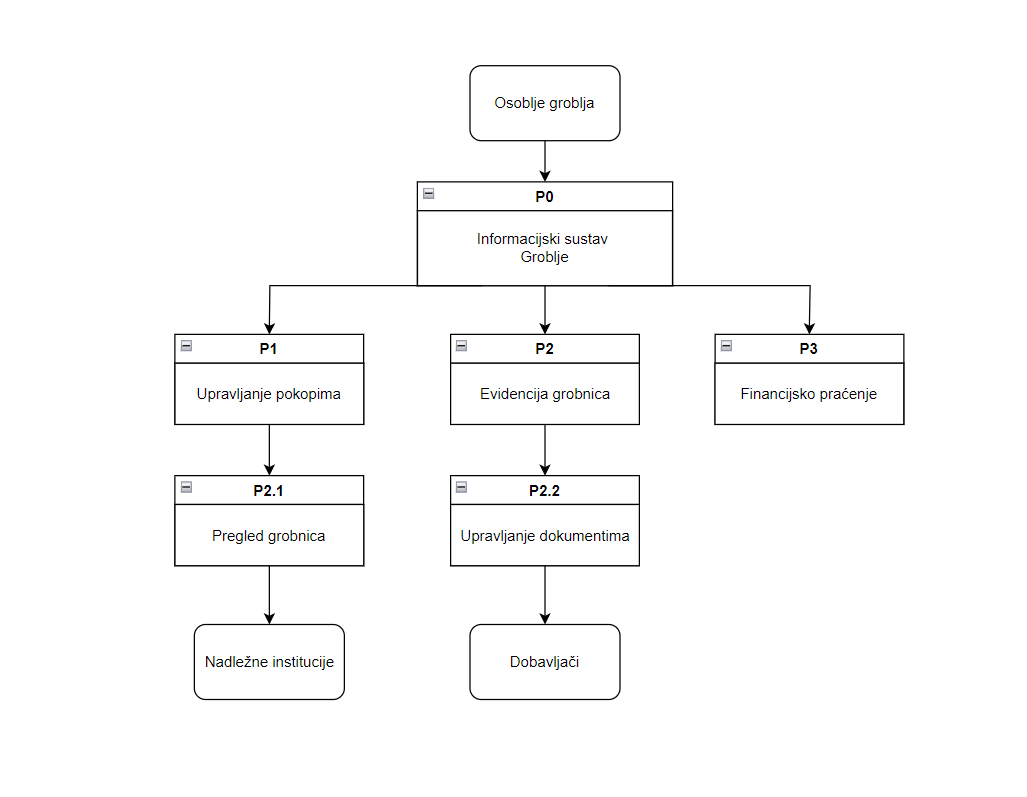 Osoblje groblja
P0
Informacijski sustav
Groblje
P1
P2
P3
Upravljanje pokopima
Evidencija grobnica
Financijsko praćenje
P2.1
P2.2
Pregled grobnica
Upravljanje dokumentima
Nadležne institucije
Dobavljači